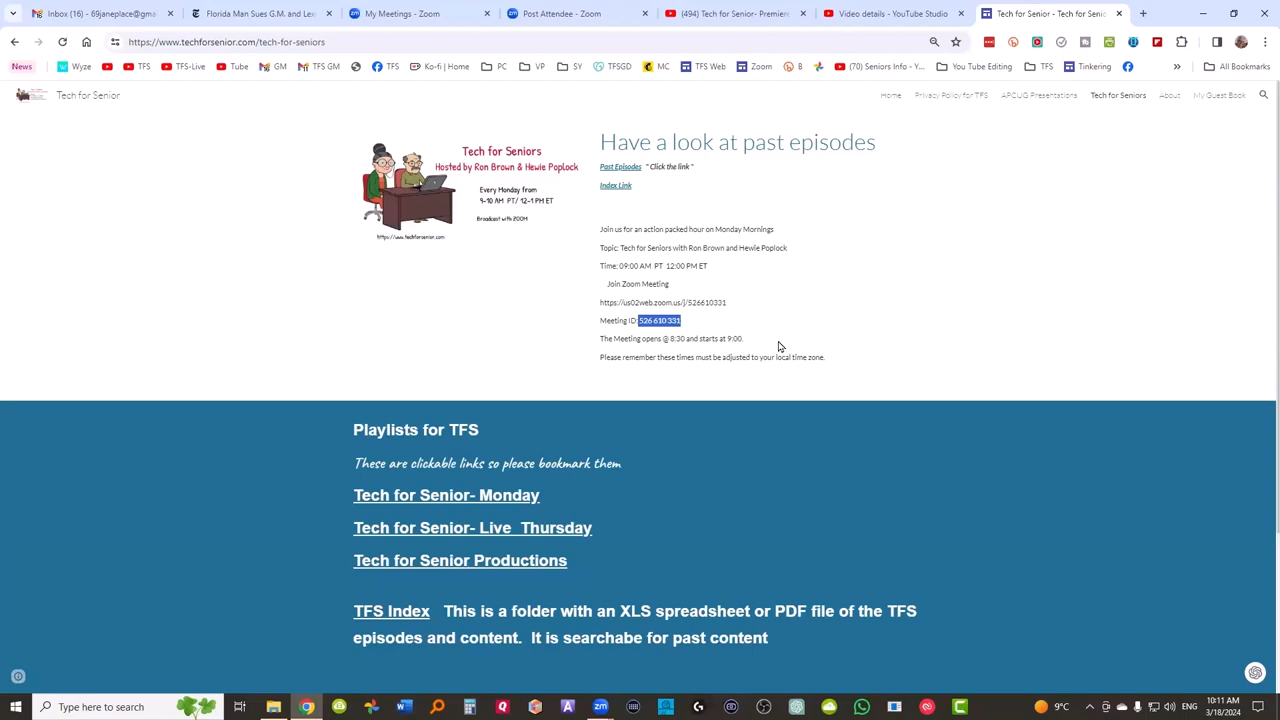 Inbox (16) - 69janeplace@gma
Florida Man Sues G.M. and Lex
My Meetings - Zoom
Post Attendee - Zoom
(494) Tech for Senior- Premiere
Video details - YouTube Studio
Tech for Senior - Tech for Senio
https://www.techforsenior.com/tech-for-seniors
News
Wyze
TFS
TFS-Live
Tube
GM
TFS GM
TFS
Ko-fi | Home
PC
VP
SY
TFSGD
MC
TFS Web
Zoom
B
(70) Seniors Info - Y...
You Tube Editing
TFS
Tinkering
All Bookmarks
Tech for Senior
Home
Privacy Policy for TFS
APCUG Presentations
Tech for Seniors
About
My Guest Book
Tech for Seniors
Hosted by Ron Brown & Hewie Poplock
Every Monday from
9-10 AM PT/ 12-1 PM ET
Broadcast with ZOOM
https://www.techforsenior.com
Have a look at past episodes
Past Episodes " Click the link "
Index Link
Join us for an action packed hour on Monday Mornings
Topic: Tech for Seniors with Ron Brown and Hewie Poplock
Time: 09:00 AM PT 12:00 PM ET
Join Zoom Meeting
https://us02web.zoom.us/j/526610331
Meeting ID: 526 610 331
The Meeting opens @ 8:30 and starts at 9:00.
Please remember these times must be adjusted to your local time zone.
Playlists for TFS
These are clickable links so please bookmark them
Tech for Senior- Monday
Tech for Senior- Live Thursday
Tech for Senior Productions
TFS Index This is a folder with an XLS spreadsheet or PDF file of the TFS
episodes and content. It is searchabe for past content
Type here to search
9°C
10:11 AM
3/18/2024